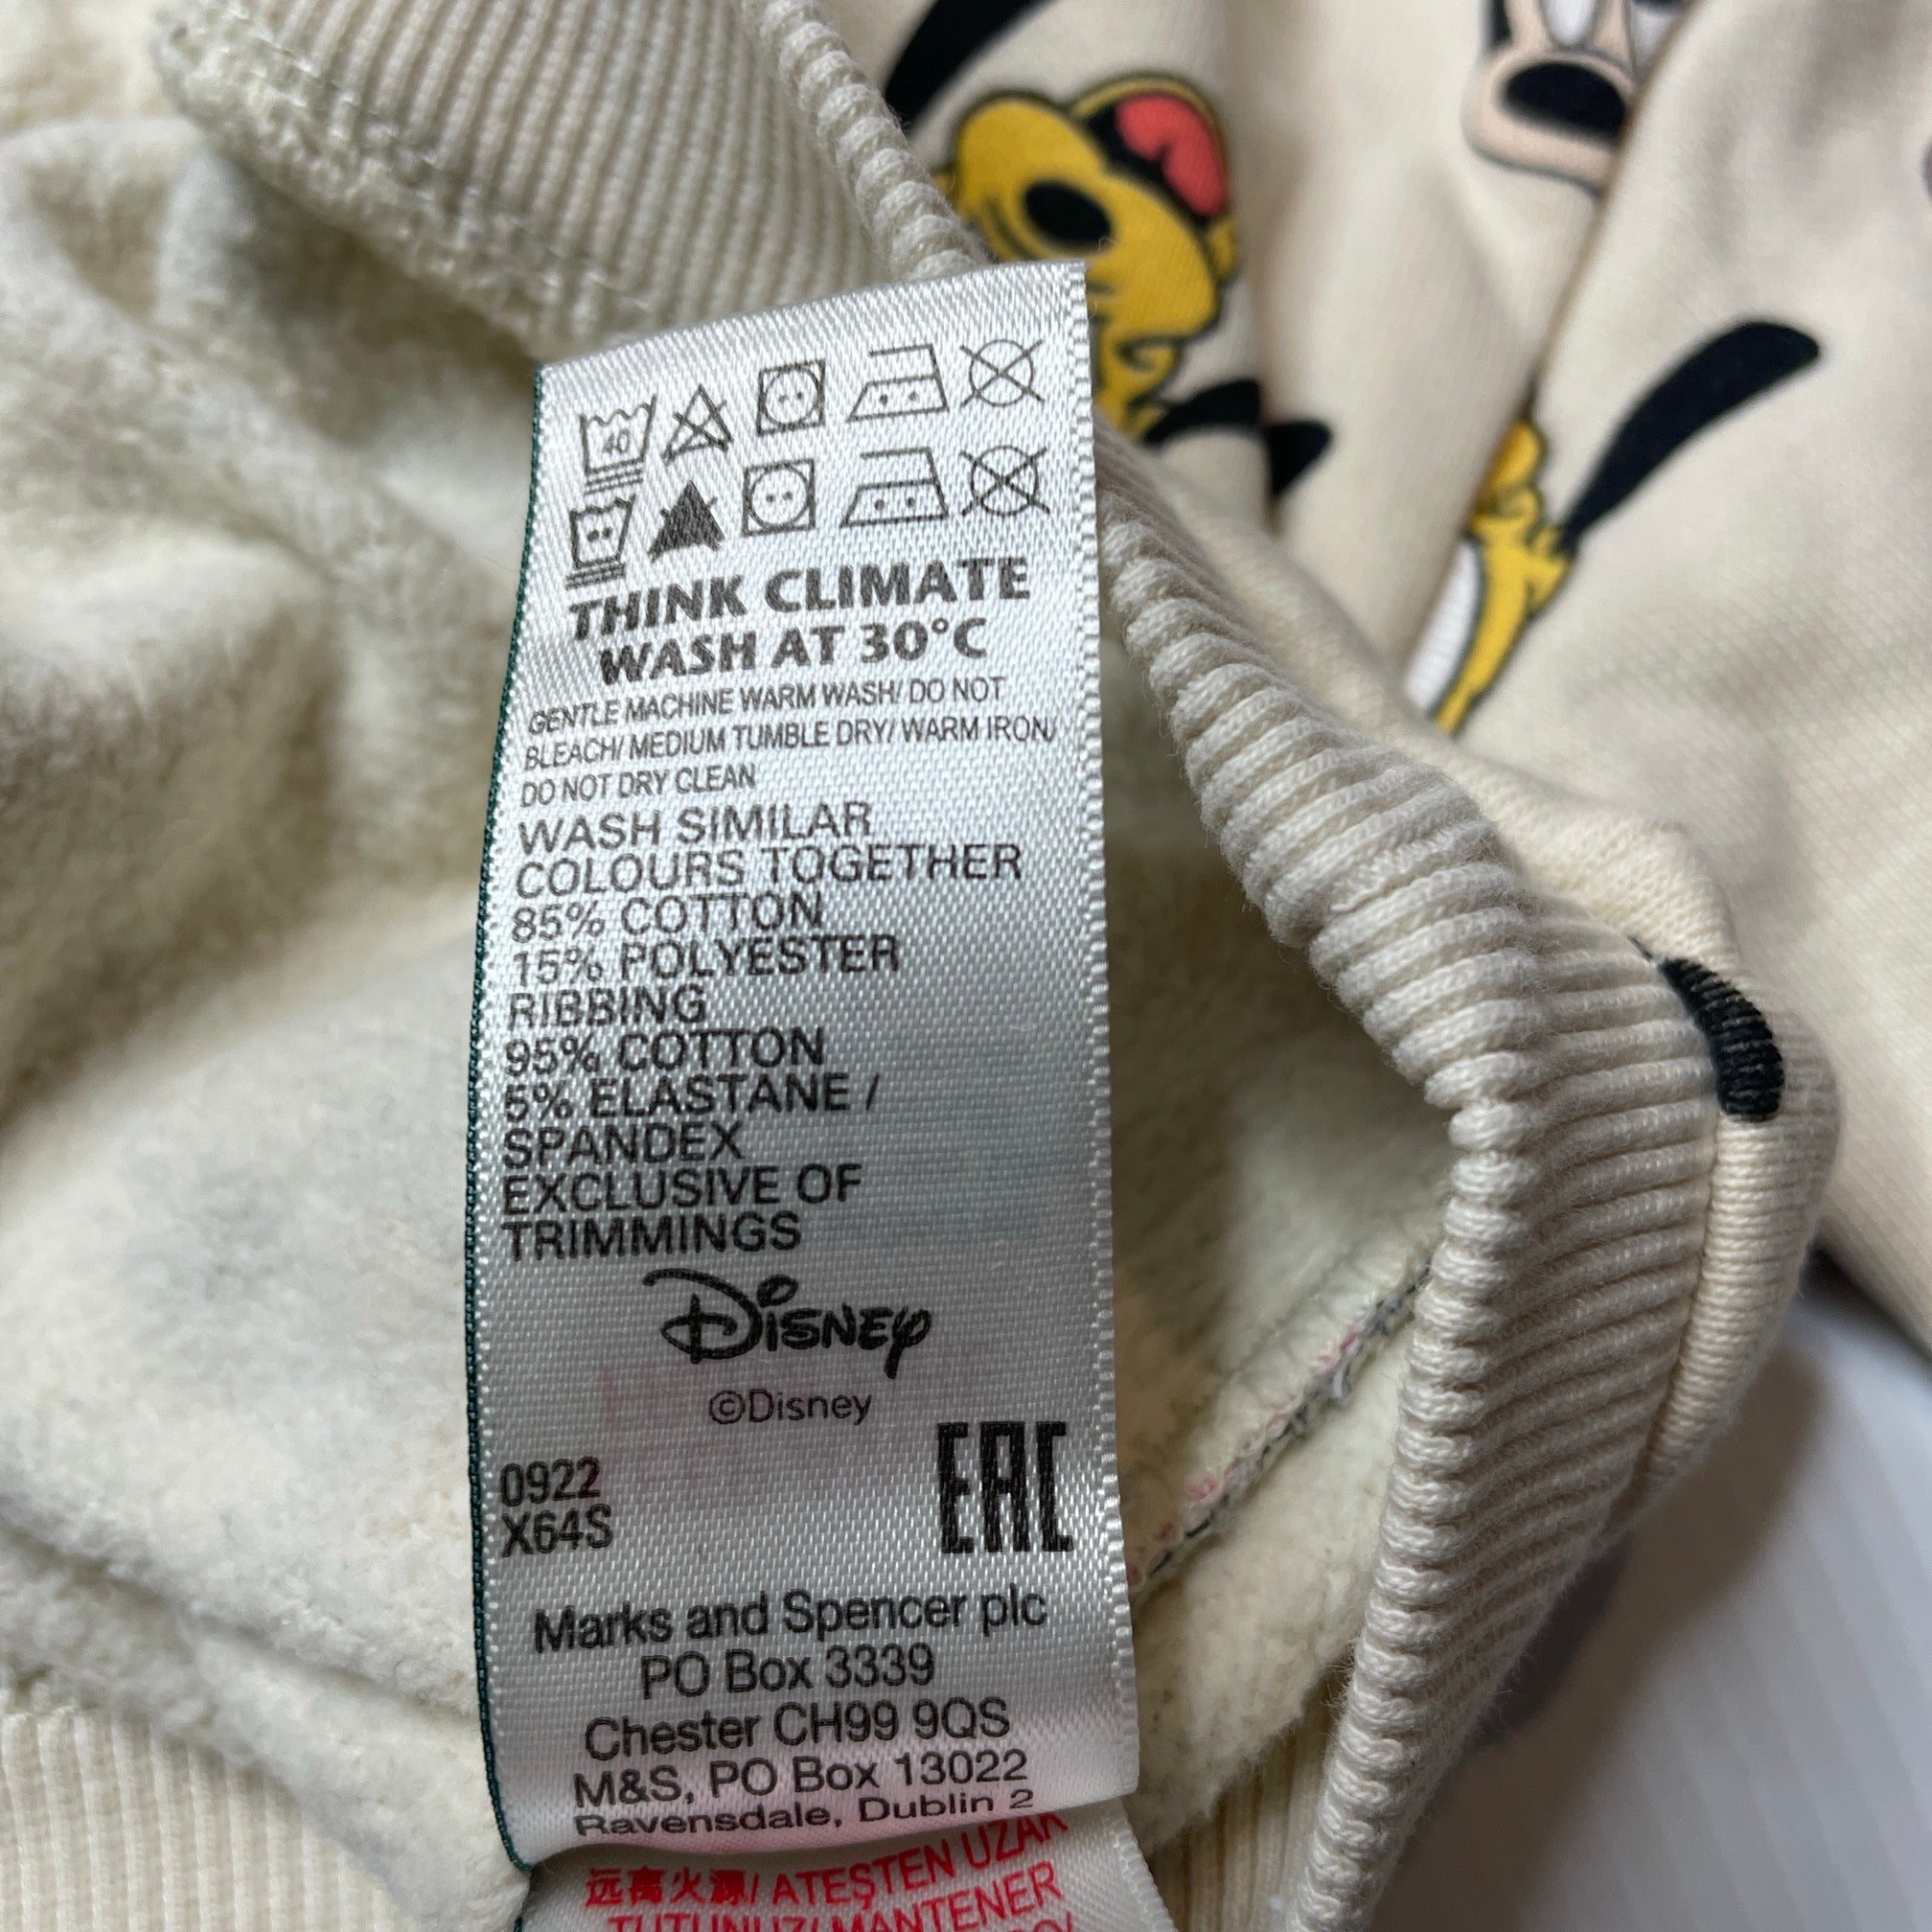 40
THINK CLIMATE
WASH AT 30°C
GENTLE MACHINE WARM WASH/ DO NOT
BLEACH/ MEDIUM TUMBLE DRY/ WARM IRON/
DO NOT DRY CLEAN
WASH SIMILAR
COLOURS TOGETHER
85% COTTON
15% POLYESTER
RIBBING
95% COTTON
5% ELASTANE /
SPANDEX
EXCLUSIVE OF
TRIMMINGS
Disney
©Disney
0922
X64S
EAC
Marks and Spencer plc
PO Box 3339
Chester CH99 9QS
M&S, PO Box 13022
Ravensdale, Dublin 2
远离火源/ ATEŞTEN UZAK
TUTUNUZ/ MANTENER